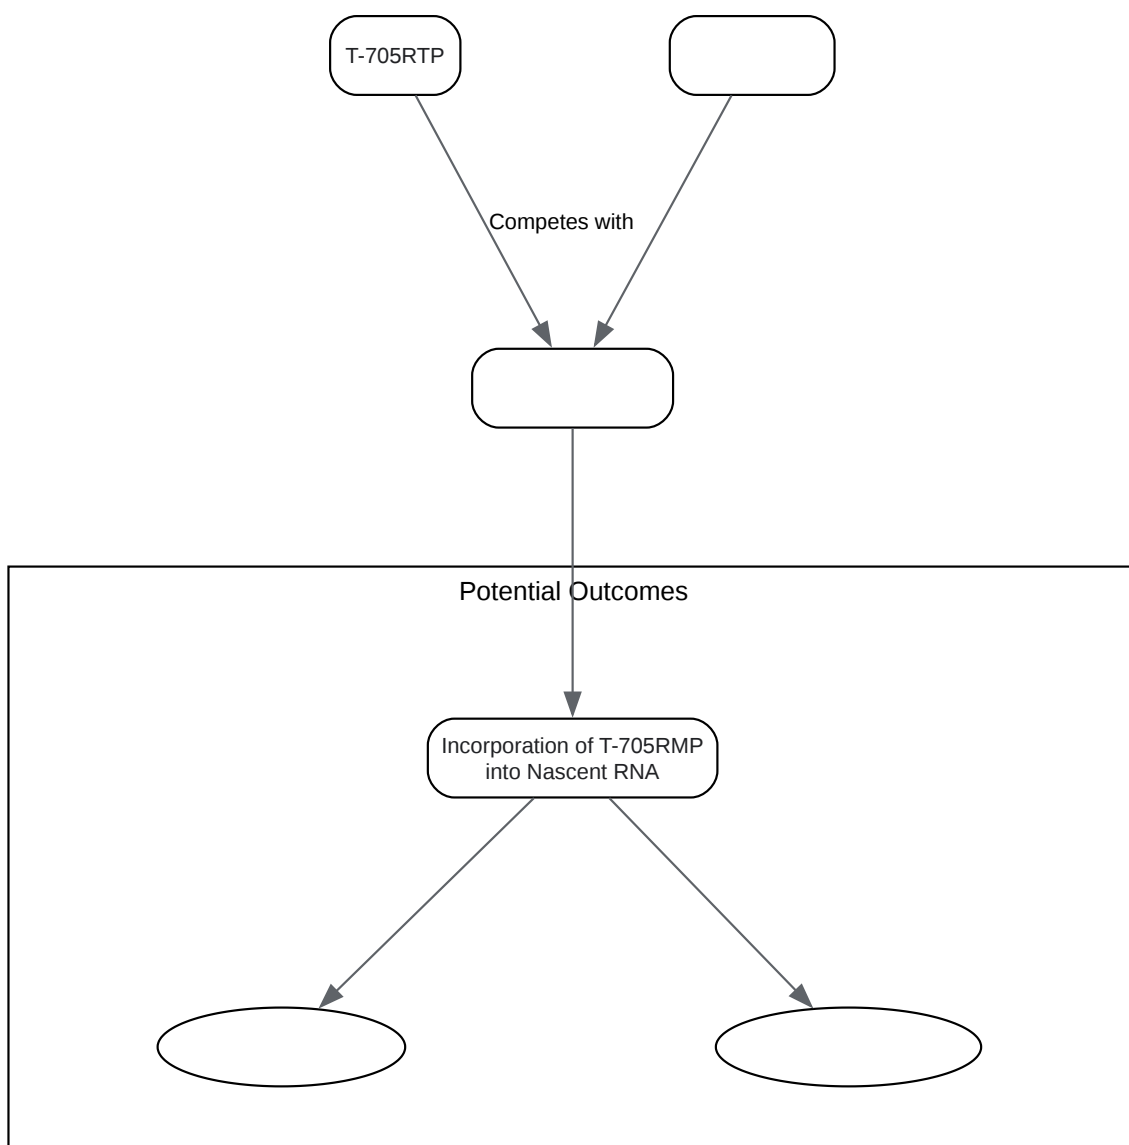 T-705RTP
Competes with
Potential Outcomes
Incorporation of T-705RMP
into Nascent RNA